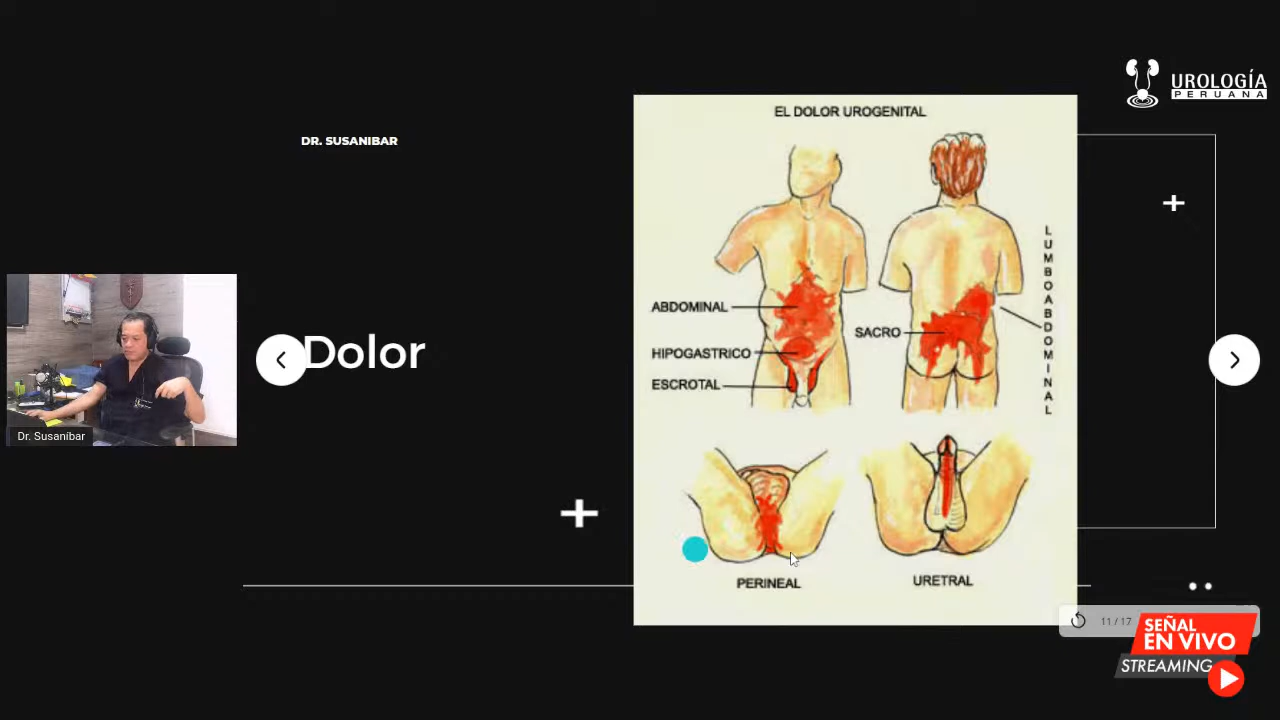 UROLOGÍA
PERUANA
DR. SUSANIBAR
EL DOLOR UROGENITAL
LUMBOABDOMINAL
ABDOMINAL
SACRO
HIPOGASTRICO
ESCROTAL
Dolor
Dr. Susaníbar
PERINEAL
URETRAL
11 / 17
SEÑAL
EN VIVO
STREAMING